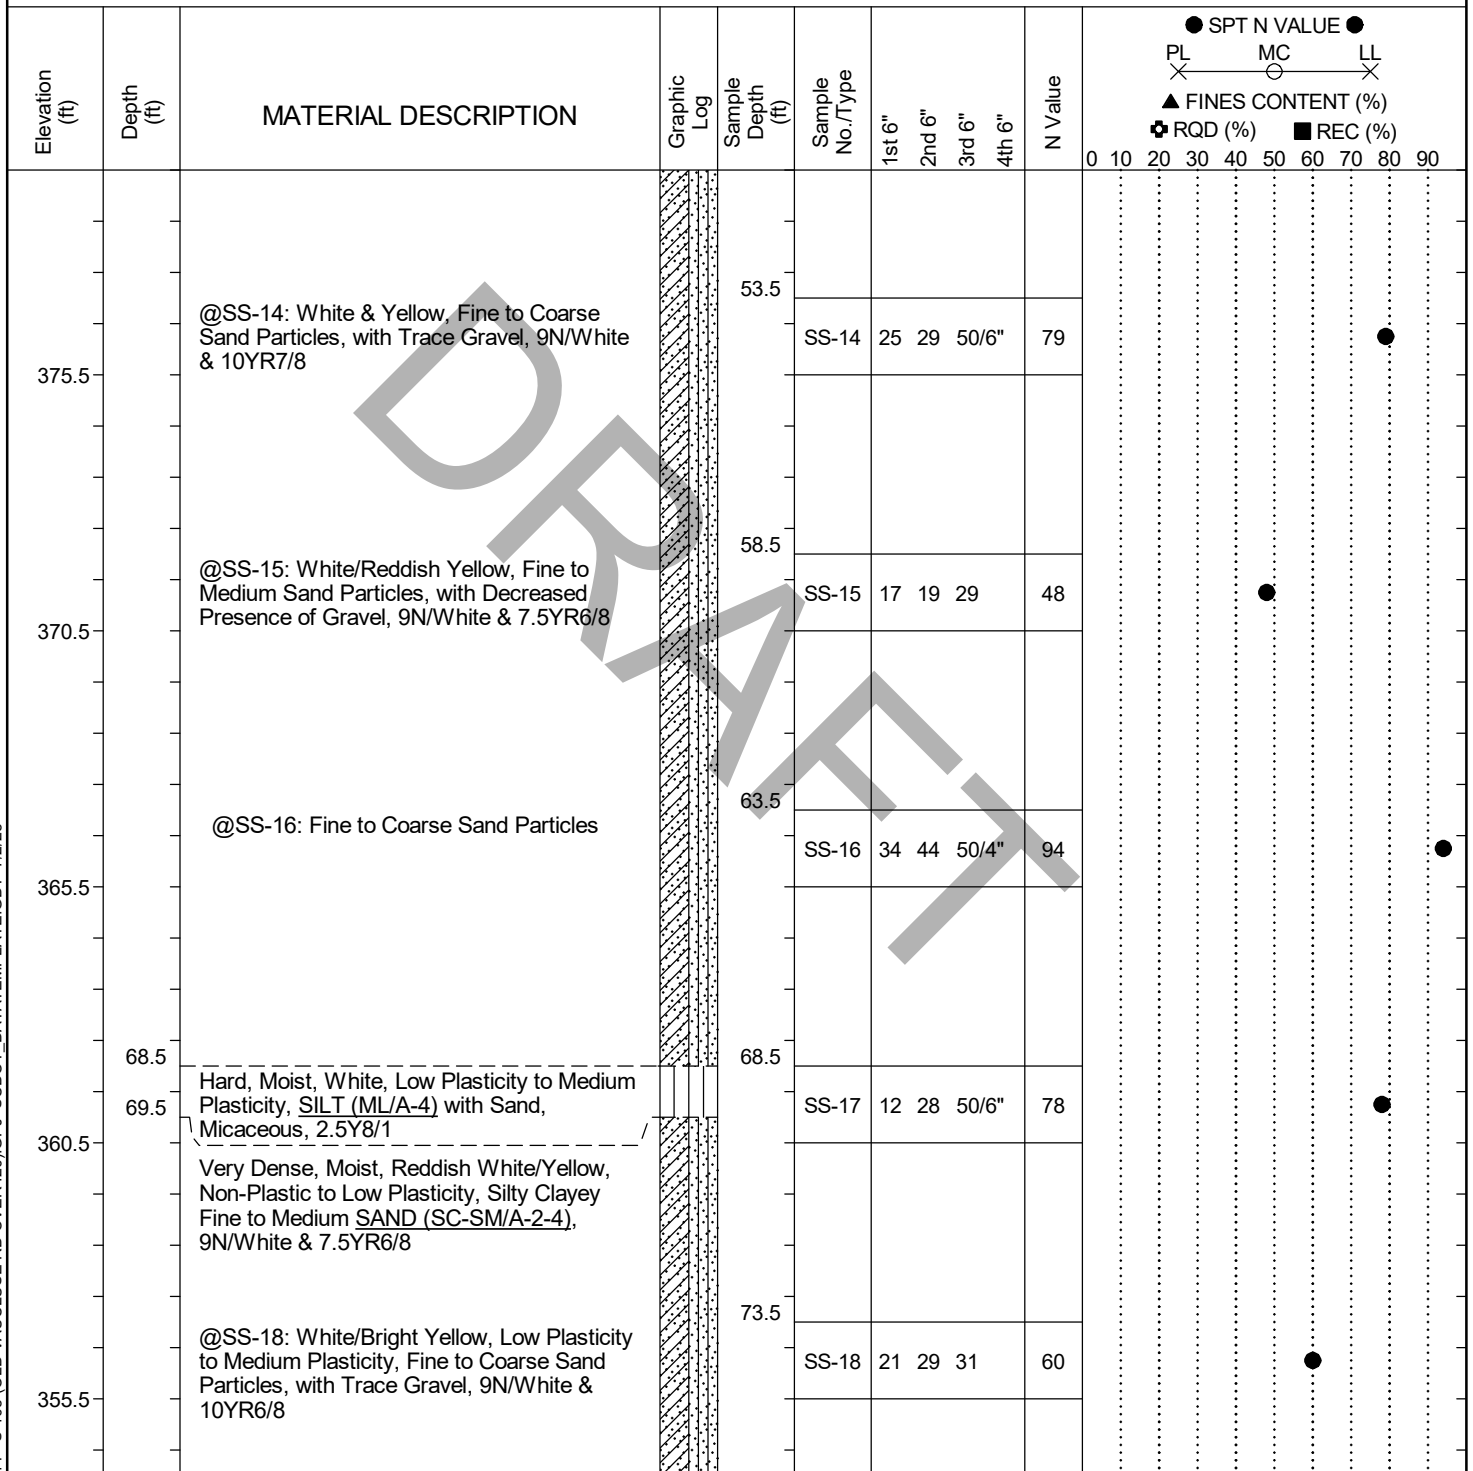 ● SPT N VALUE ●
PL MC LL
▲ FINES CONTENT (%)
RQD (%) ■ REC (%)
Elevation (ft)
Depth (ft)
MATERIAL DESCRIPTION
Graphic Log
Sample Depth (ft)
Sample No./Type
1st 6"
2nd 6"
3rd 6"
4th 6"
N Value
0 10 20 30 40 50 60 70 80 90
53.5
@SS-14: White & Yellow, Fine to Coarse
Sand Particles, with Trace Gravel, 9N/White
& 10YR7/8
SS-14 25 29 50/6" 79
375.5
58.5
@SS-15: White/Reddish Yellow, Fine to
Medium Sand Particles, with Decreased
Presence of Gravel, 9N/White & 7.5YR6/8
SS-15 17 19 29 48
370.5
63.5
@SS-16: Fine to Coarse Sand Particles
SS-16 34 44 50/4" 94
365.5
68.5 68.5
Hard, Moist, White, Low Plasticity to Medium
Plasticity, SILT (ML/A-4) with Sand,
Micaceous, 2.5Y8/1
69.5
SS-17 12 28 50/6" 78
360.5
Very Dense, Moist, Reddish White/Yellow,
Non-Plastic to Low Plasticity, Silty Clayey
Fine to Medium SAND (SC-SM/A-2-4),
9N/White & 7.5YR6/8
73.5
@SS-18: White/Bright Yellow, Low Plasticity
to Medium Plasticity, Fine to Coarse Sand
Particles, with Trace Gravel, 9N/White &
10YR6/8
SS-18 21 29 31 60
355.5
DRAFT